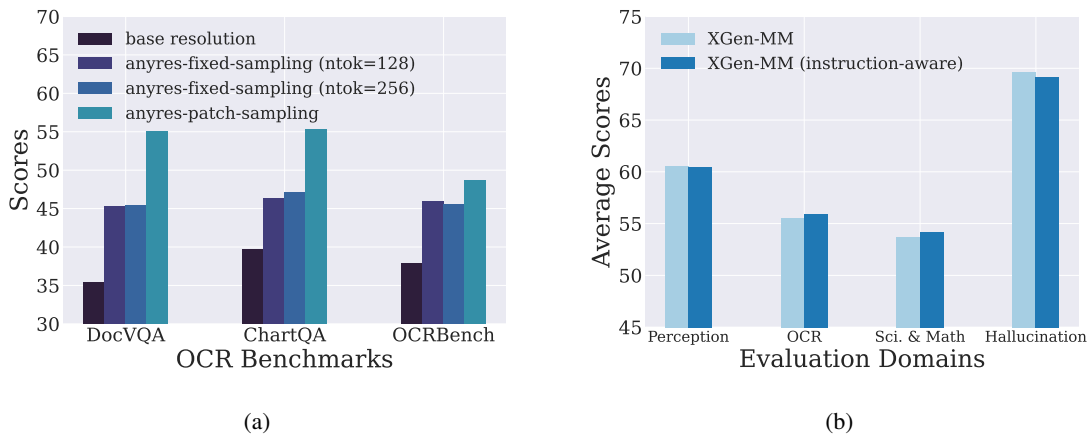 70
65
60
55
50
45
40
35
30
Scores
base resolution
anyres-fixed-sampling (ntok=128)
anyres-fixed-sampling (ntok=256)
anyres-patch-sampling
DocVQA
ChartQA
OCRBench
OCR Benchmarks
(a)
75
70
65
60
55
50
45
Average Scores
XGen-MM
XGen-MM (instruction-aware)
Perception
OCR
Sci. & Math
Hallucination
Evaluation Domains
(b)